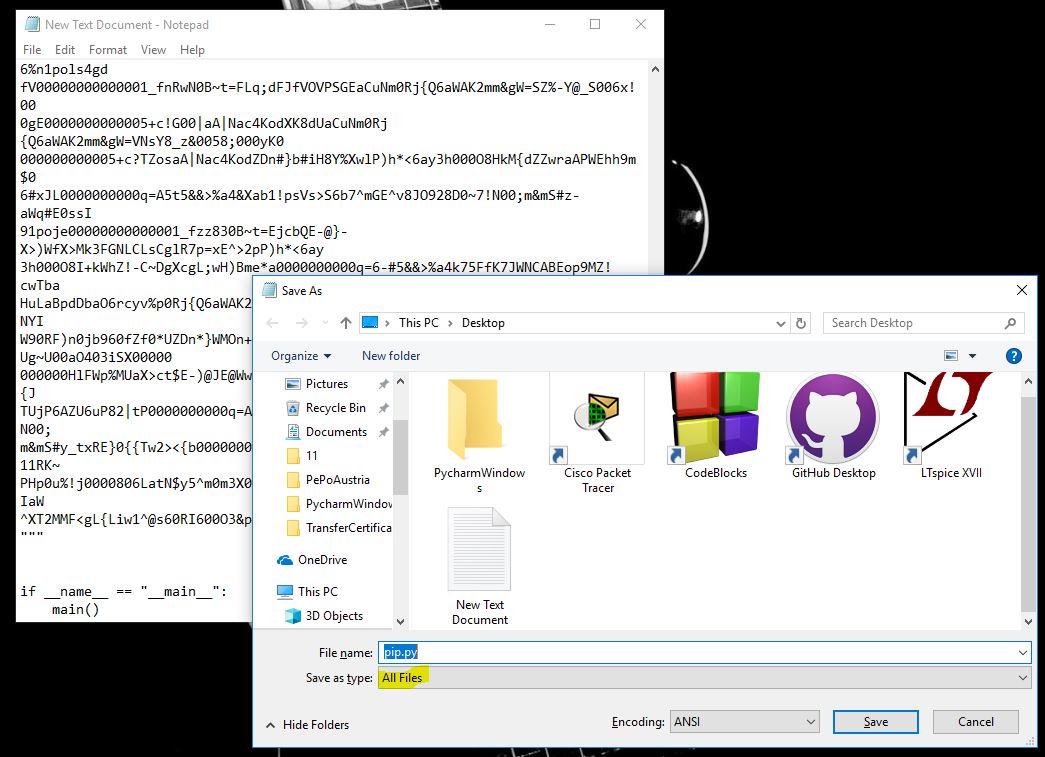 New Text Document - Notepad
File Edit Format View Help
6%n1pols4gd
fV00000000000001_fnRwN0B~t=FLq;dFJfVOVPSGEaCuNm0Rj{Q6aWAK2mm&gW=SZ%-Y@_S006x!
00
0gE0000000000005+c!G00|aA|Nac4KodXK8dUaCuNm0Rj
{Q6aWAK2mm&gW=VNsY8_z&0058;000yK0
000000000005+c?TZosaA|Nac4KodZDn#}b#iH8Y%XwlP)h*<6ay3h000O8HkM{dZZwraAPWEhh9m
$0
6#xJL0000000000q=A5t5&&>%a4&Xab1!psVs>S6b7^mGE^v8JO928D0~7!N00;m&mS#z-
aWq#E0ssI
91poje00000000000001_fzz830B~t=EjcbQE-@}-
X>)WfX>Mk3FGNLCLsCglR7p=xE^>2pP)h*<6ay
3h000O8I+kWhZ!-C~DgXcgL;wH)Bme*a0000000000q=6-#5&&>%a4k75FfK7JWNCABEop9MZ!
cwTba
HuLaBpdDbaO6rcyv%p0Rj{Q6aWAK2
NYI
W90RF)n0jb960fZf0*UZDn*}WMOn+
Ug~U00aO403iSX00000
000000HlFWp%MUaX>ct$E-)@JE@Ww
{J
TUjP6AZU6uP82|tP0000000000q=A
N00;
m&mS#y_txRE}0{{Tw2><{b0000000
11RK~
PHp0u%!j0000806LatN$y5^m0m3X0
IaW
^XT2MMF<gL{Liw1^@s60RI600O3&p
"""
if __name__ == "__main__":
main()
Save As
This PC > Desktop
Search Desktop
Organize New folder
Pictures
Recycle Bin
Documents
11
PePoAustria
PycharmWindow
TransferCertifica
OneDrive
This PC
3D Objects
PycharmWindow
s
Cisco Packet
Tracer
CodeBlocks
GitHub Desktop
LTspice XVII
New Text
Document
File name: pip.py
Save as type: All Files
Hide Folders
Encoding: ANSI
Save
Cancel